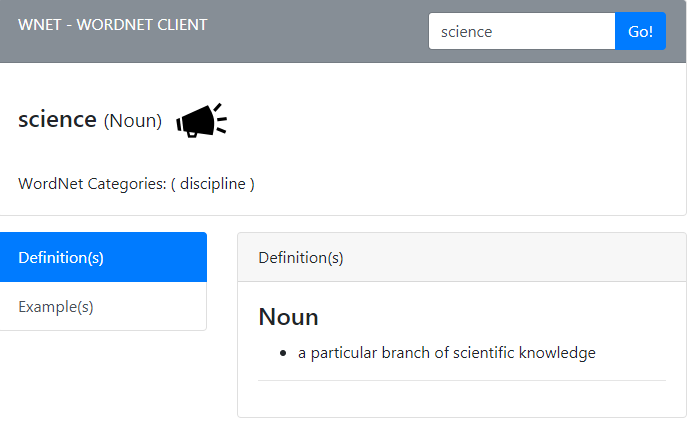 WNET - WORDNET CLIENT
science
Go!
science (Noun)
WordNet Categories: ( discipline )
Definition(s)
Example(s)
Definition(s)
Noun
• a particular branch of scientific knowledge